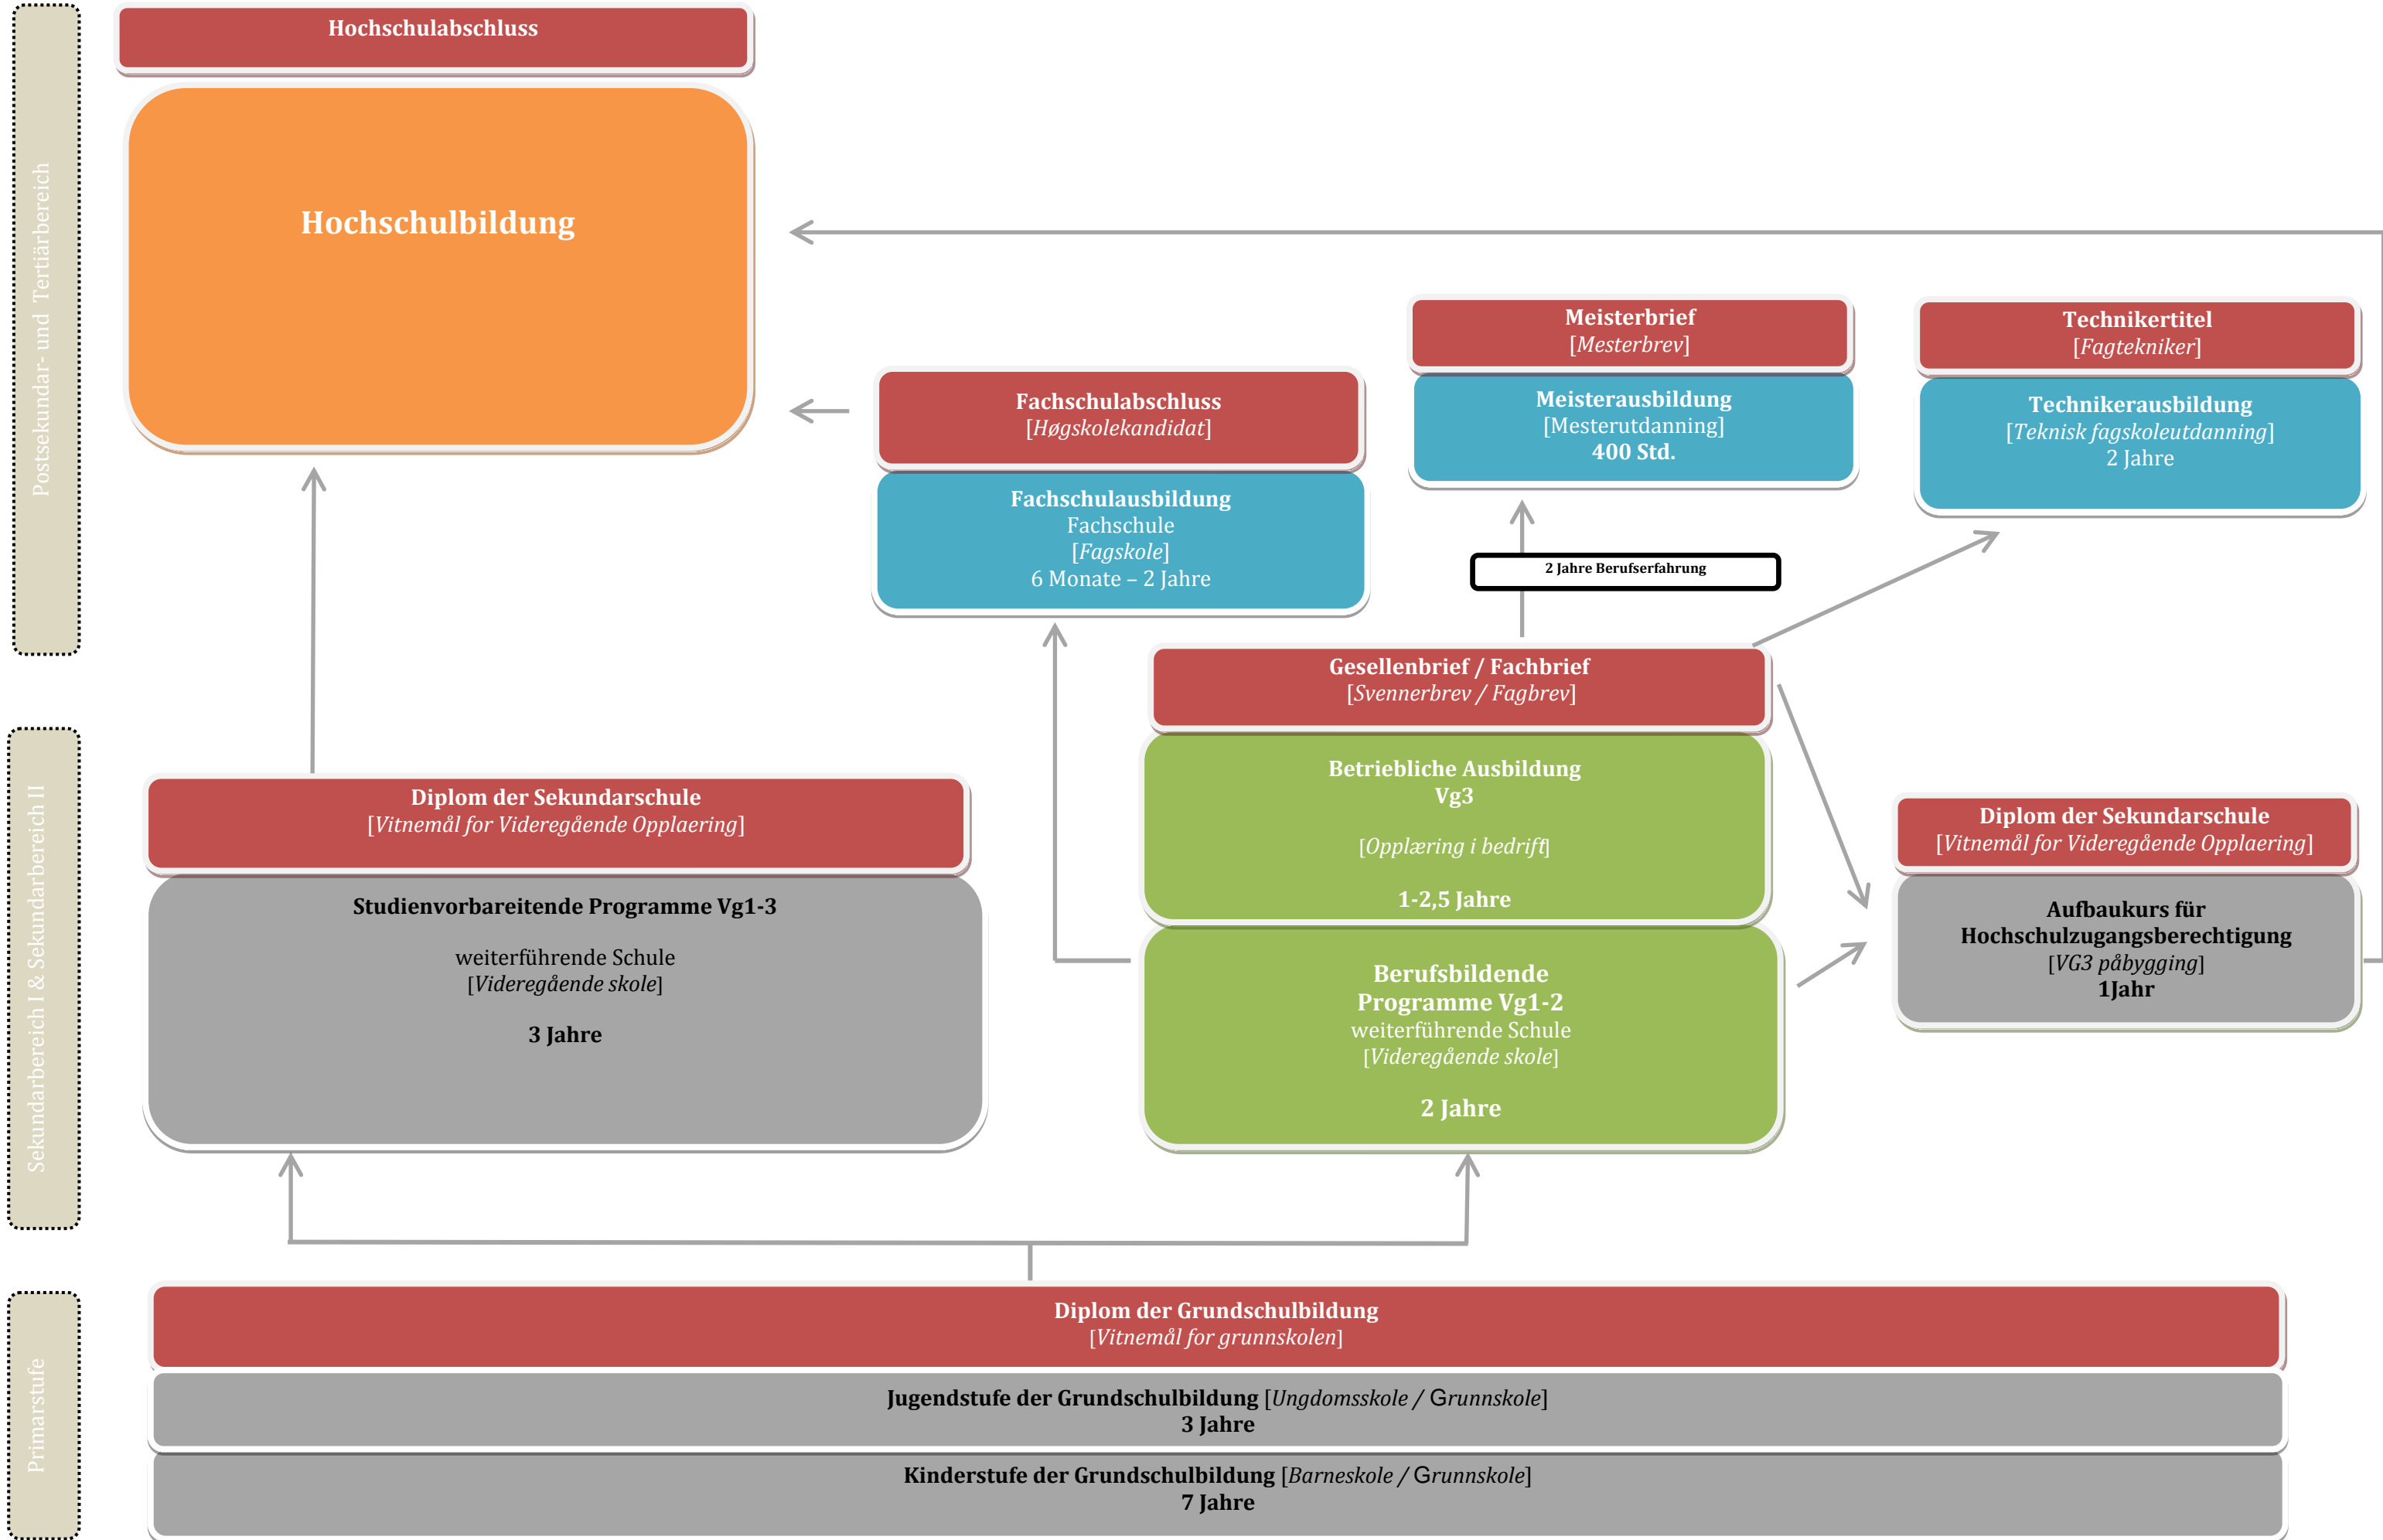 Postsekundar- und Tertiärbereich
Hochschulabschluss
Hochschulbildung
Meisterbrief
[Mesterbrev]
Meisterausbildung
[Mesterutdanning]
400 Std.
Technikertitel
[Fagtekniker]
Technikerausbildung
[Teknisk fagskoleutdanning]
2 Jahre
Fachschulabschluss
[Høgskolekandidat]
Fachschulausbildung
Fachschule
[Fagskole]
6 Monate – 2 Jahre
2 Jahre Berufserfahrung
Sekundarbereich I & Sekundarbereich II
Gesellenbrief / Fachbrief
[Svennerbrev / Fagbrev]
Betriebliche Ausbildung
Vg3
[Opplæring i bedrift]
1-2,5 Jahre
Diplom der Sekundarschule
[Vitnemål for Videregående Opplaering]
Studienvorbareitende Programme Vg1-3
weiterführende Schule
[Videregående skole]
3 Jahre
Berufsbildende
Programme Vg1-2
weiterführende Schule
[Videregående skole]
2 Jahre
Diplom der Sekundarschule
[Vitnemål for Videregående Opplaering]
Aufbaukurs für
Hochschulzugangsberechtigung
[VG3 påbygging]
1Jahr
Primarstufe
Diplom der Grundschulbildung
[Vitnemål for grunnskolen]
Jugendstufe der Grundschulbildung [Ungdomsskole / Grunnskole]
3 Jahre
Kinderstufe der Grundschulbildung [Barneskole / Grunnskole]
7 Jahre